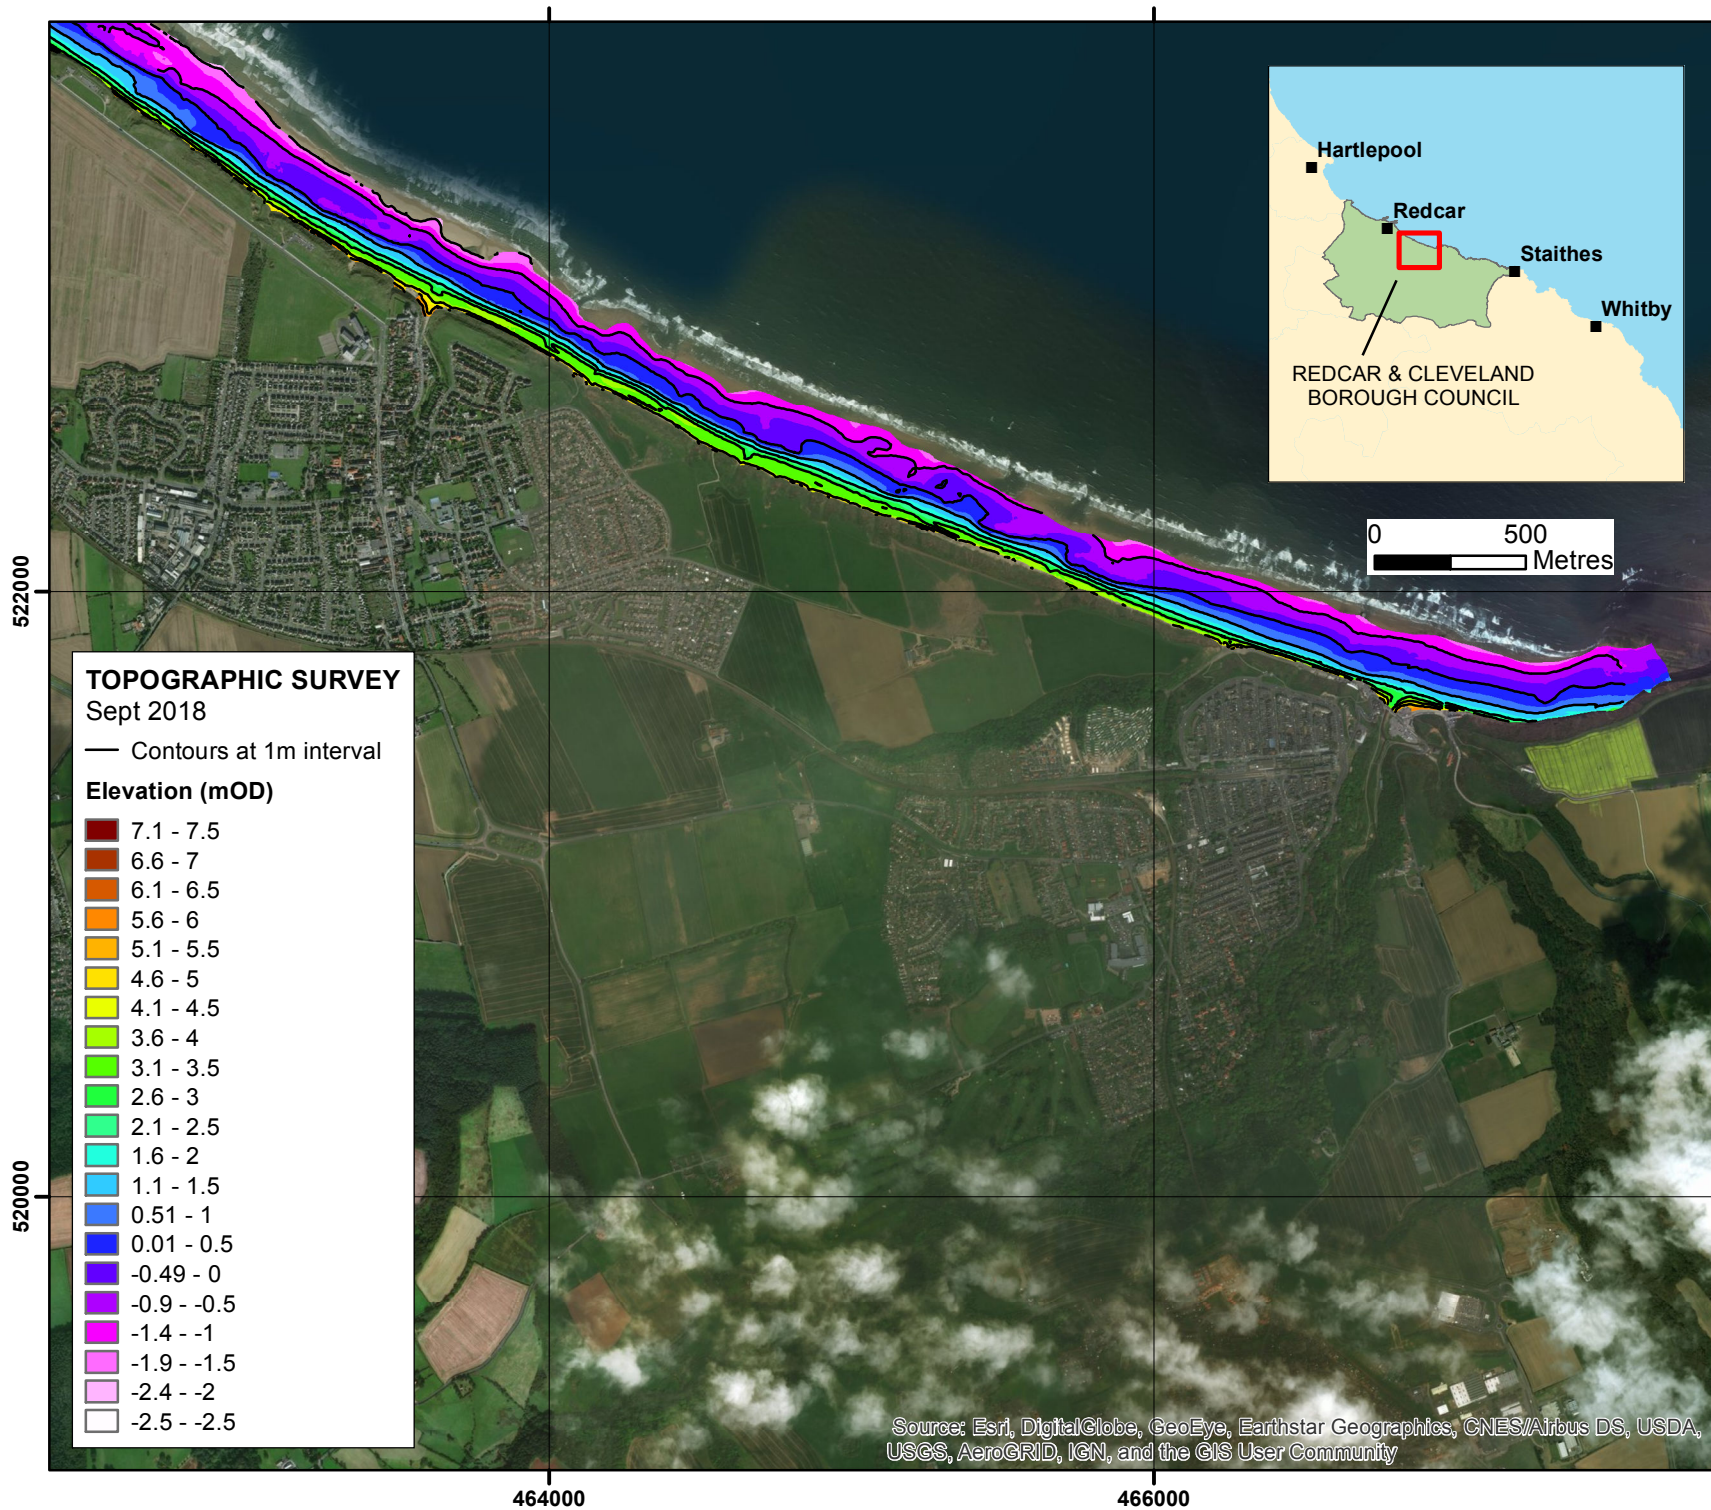 Hartlepool
Redcar
Staithes
Whitby
REDCAR & CLEVELAND
BOROUGH COUNCIL
0 500
Metres
522000
520000
TOPOGRAPHIC SURVEY
Sept 2018
Contours at 1m interval
Elevation (mOD)
7.1 - 7.5
6.6 - 7
6.1 - 6.5
5.6 - 6
5.1 - 5.5
4.6 - 5
4.1 - 4.5
3.6 - 4
3.1 - 3.5
2.6 - 3
2.1 - 2.5
1.6 - 2
1.1 - 1.5
0.51 - 1
0.01 - 0.5
-0.49 - 0
-0.9 - -0.5
-1.4 - -1
-1.9 - -1.5
-2.4 - -2
-2.5 - -2.5
Source: Esri, DigitalGlobe, GeoEye, Earthstar Geographics, CNES/Airbus DS, USDA,
USGS, AeroGRID, IGN, and the GIS User Community
464000 466000